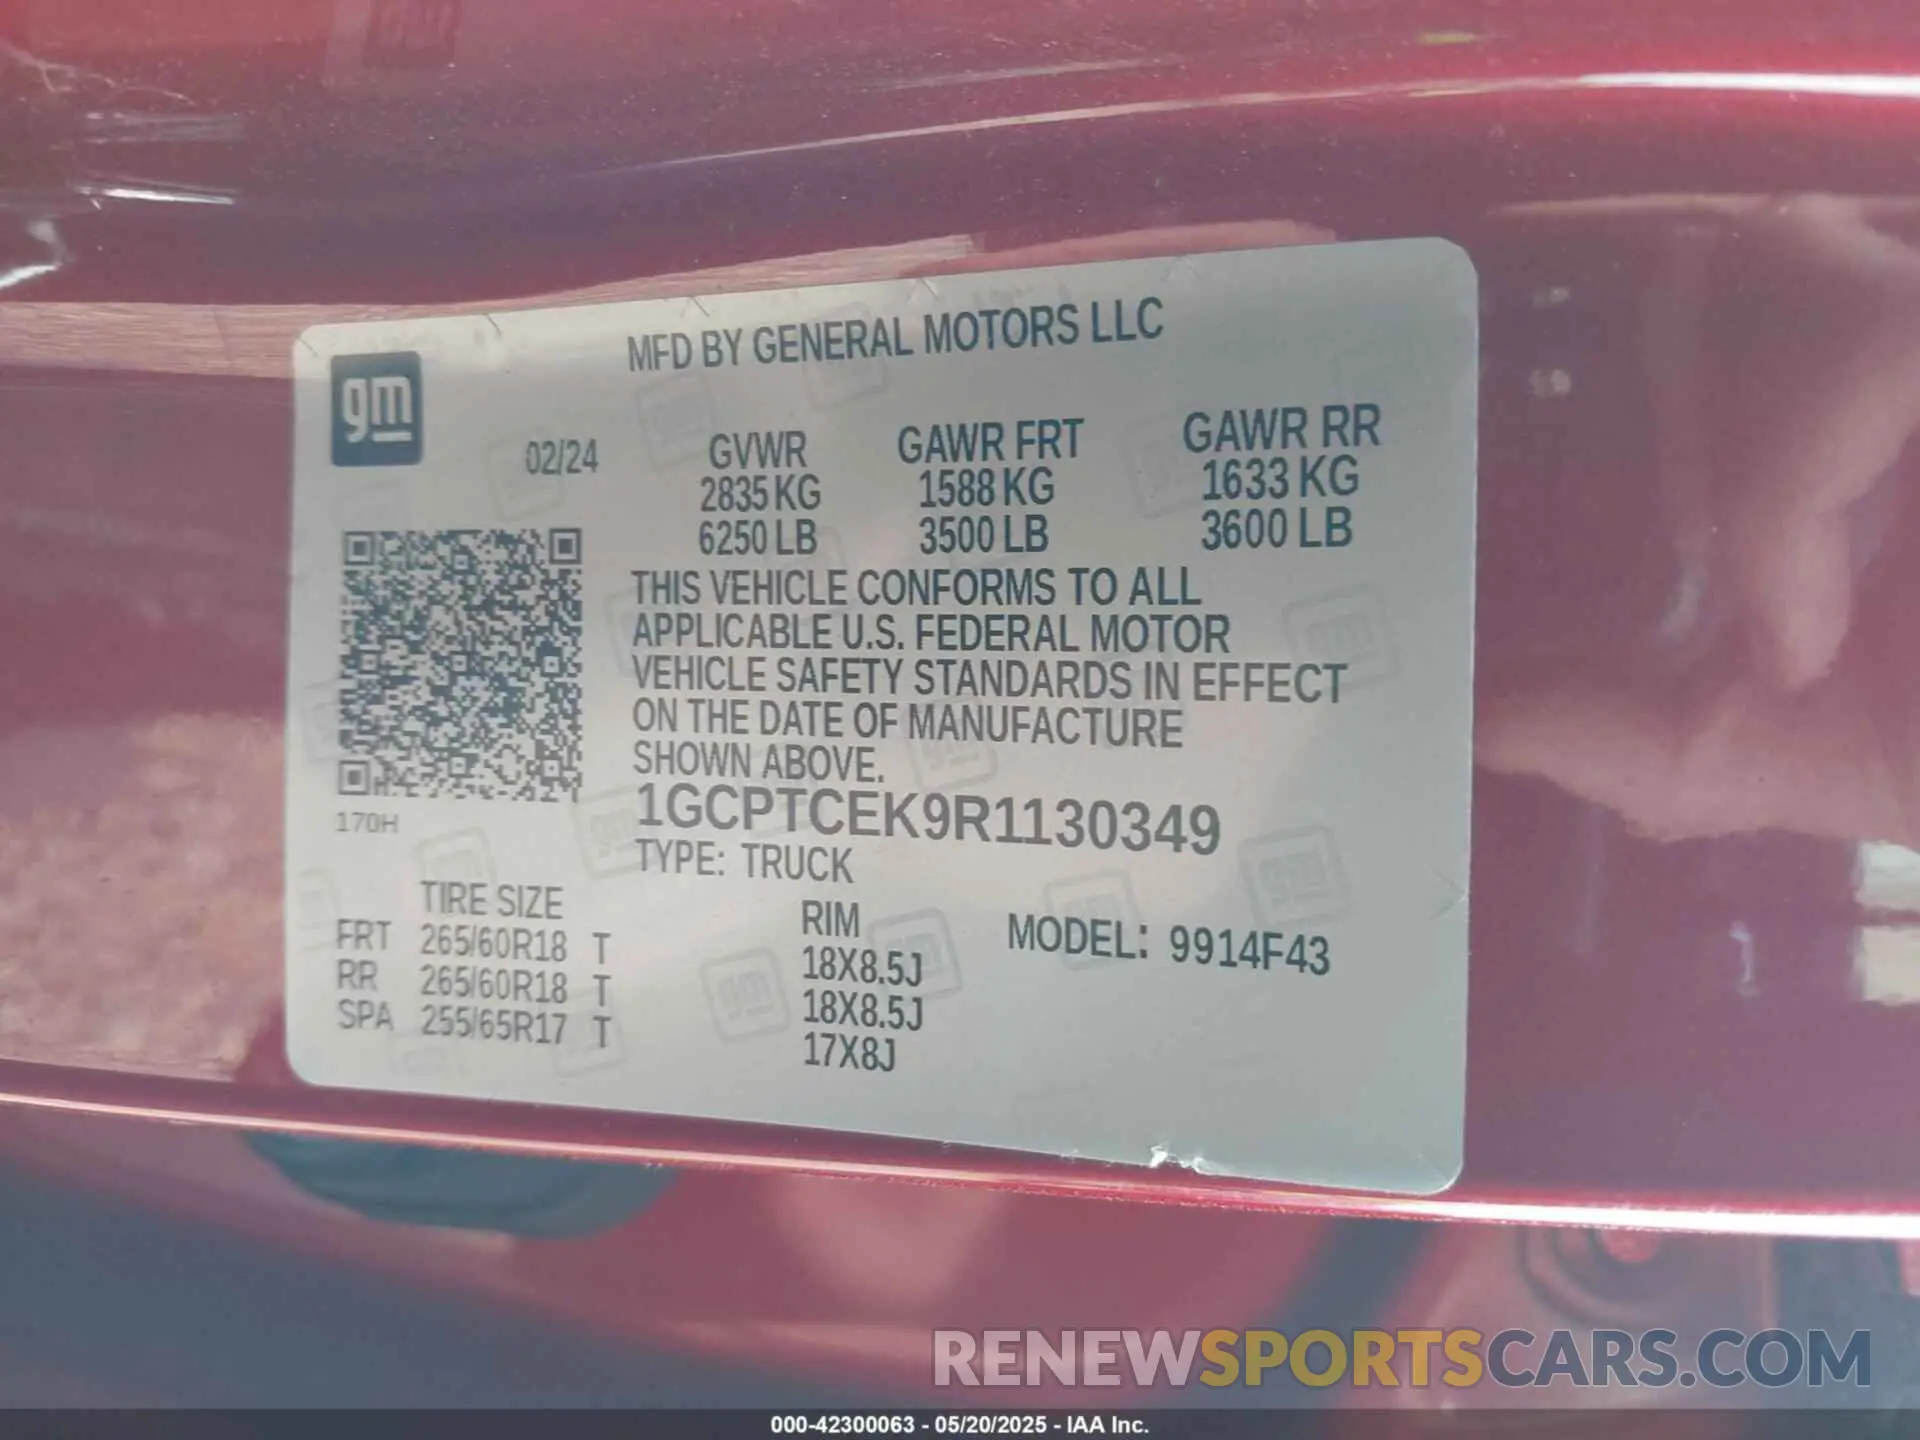 MFD BY GENERAL MOTORS LLC
gm
02/24 GVWR GAWR FRT GAWR RR
2835 KG 1588 KG 1633 KG
6250 LB 3500 LB 3600 LB
THIS VEHICLE CONFORMS TO ALL
APPLICABLE U.S. FEDERAL MOTOR
VEHICLE SAFETY STANDARDS IN EFFECT
ON THE DATE OF MANUFACTURE
SHOWN ABOVE.
1GCPTCEK9R1130349
170H
TYPE: TRUCK
TIRE SIZE RIM MODEL: 9914F43
FRT 265/60R18 T 18X8.5J
RR 265/60R18 T 18X8.5J
SPA 255/65R17 T 17X8J
RENEWSPORTSCARS.COM
000-42300063 - 05/20/2025 - IAA Inc.